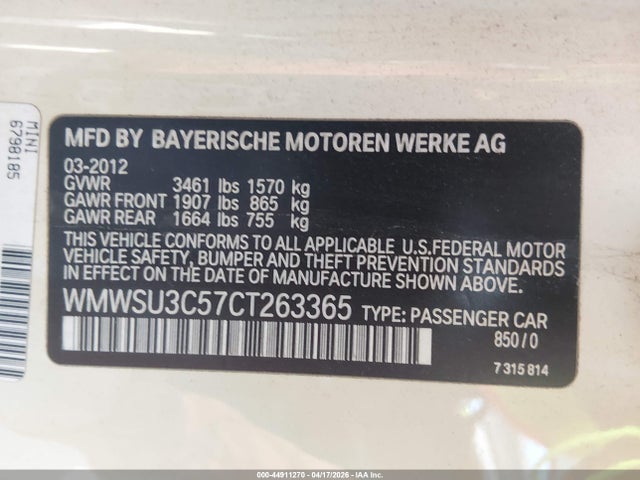 MINI
6798185
MFD BY BAYERISCHE MOTOREN WERKE AG
03-2012
GVWR 3461 lbs 1570 kg
GAWR FRONT 1907 lbs 865 kg
GAWR REAR 1664 lbs 755 kg
THIS VEHICLE CONFORMS TO ALL APPLICABLE U.S.FEDERAL MOTOR
VEHICLE SAFETY, BUMPER AND THEFT PREVENTION STANDARDS
IN EFFECT ON THE DATE OF MANUFACTURE SHOWN ABOVE.
WMWSU3C57CT263365 TYPE: PASSENGER CAR
850/0
7 315 814
000-44911270 - 04/17/2026 - IAA Inc. Copyright